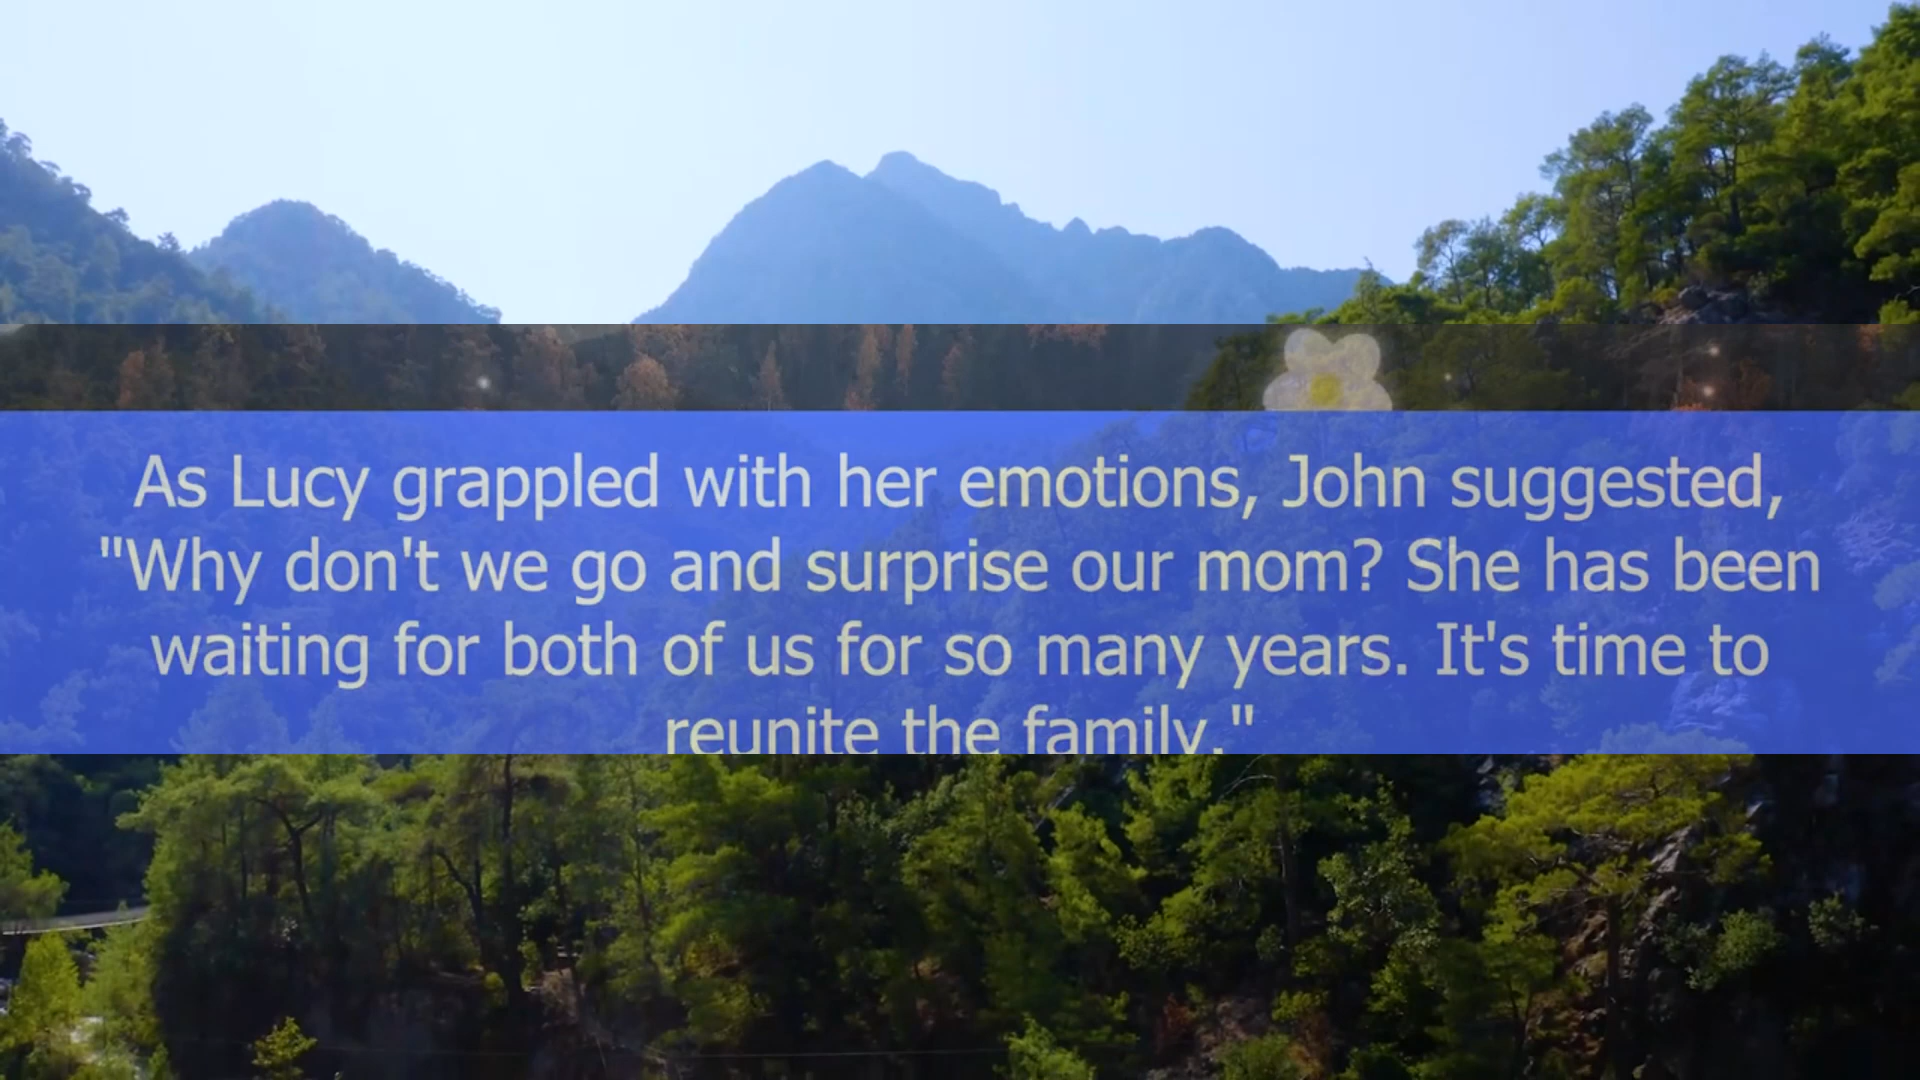 As Lucy grappled with her emotions, John suggested,
"Why don't we go and surprise our mom? She has been
waiting for both of us for so many years. It's time to
reunite the family."